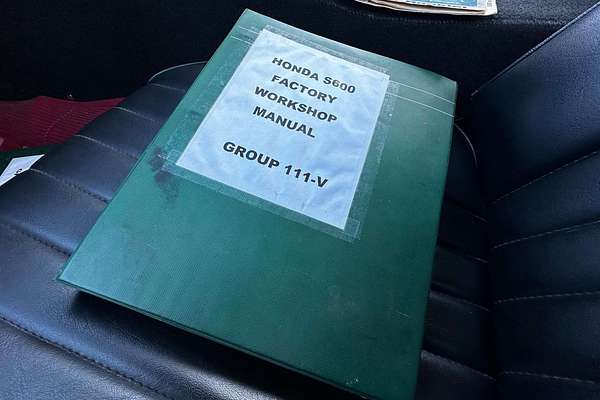 HONDA S600
FACTORY
WORKSHOP
MANUAL
GROUP 111-V